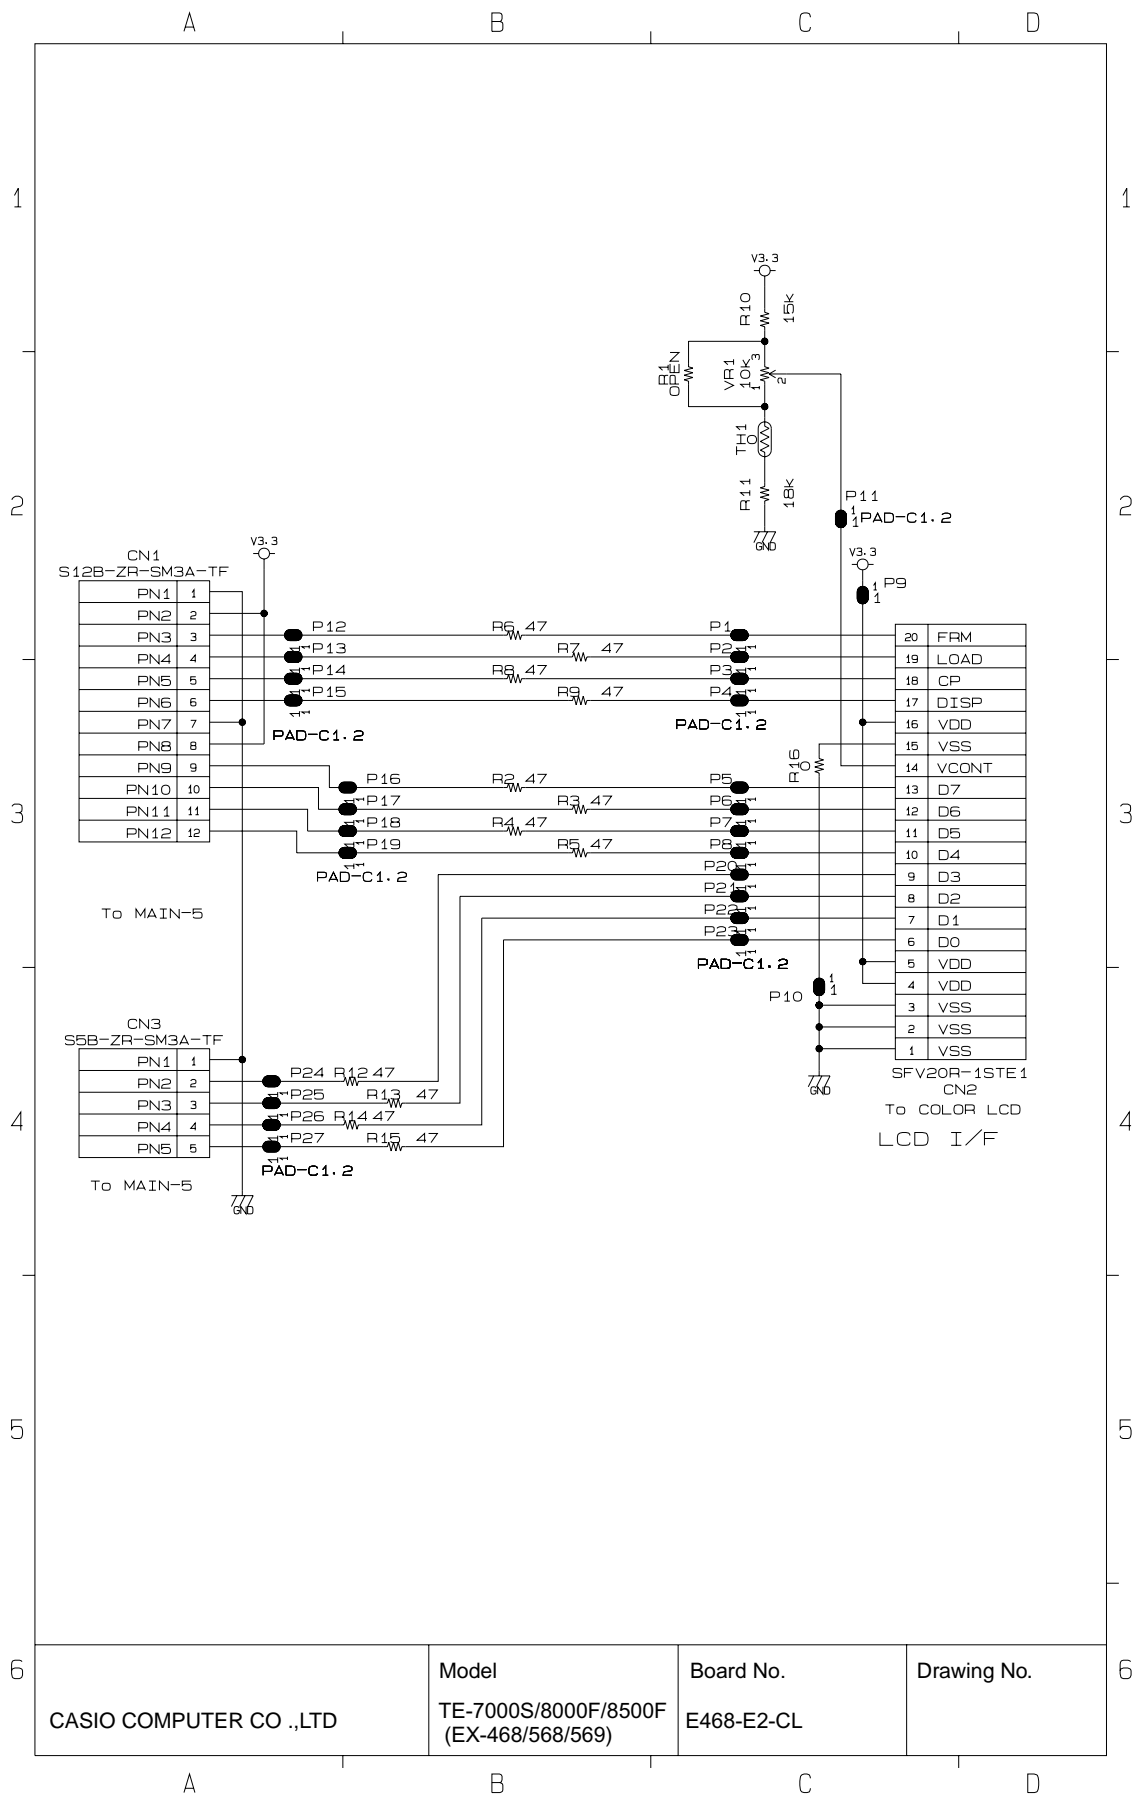 A B C D
1 1
V3.3
R10 15K
R1 OPEN
VR1 10K 3 1 2
TH1 0
R11 18K
GND
2 2
P11
1 1 PAD-C1.2
V3.3
P9
1 1
CN1
S12B-ZR-SM3A-TF
V3.3
PN1 1
PN2 2
PN3 3 P12 R6 47 P1 20 FRM
PN4 4 P13 R7 47 P2 19 LOAD
PN5 5 P14 R8 47 P3 18 CP
PN6 6 P15 R9 47 P4 17 DISP
PN7 7 PAD-C1.2 PAD-C1.2 16 VDD
PN8 8 15 VSS
R16 0
PN9 9 14 VCONT
PN10 10 P16 R2 47 P5 13 D7
PN11 11 P17 R3 47 P6 12 D6
PN12 12 P18 R4 47 P7 11 D5
P19 R5 47 P8 10 D4
PAD-C1.2 P20 9 D3
P21 8 D2
P22 7 D1
P23 6 D0
PAD-C1.2 5 VDD
4 VDD
P10 1 1
3 VSS
2 VSS
1 VSS
3 3
To MAIN-5
CN3
S5B-ZR-SM3A-TF
PN1 1
PN2 2 P24 R12 47
PN3 3 P25 R13 47
PN4 4 P26 R14 47
PN5 5 P27 R15 47
PAD-C1.2
To MAIN-5
GND
GND
SFV20R-1STE1
CN2
To COLOR LCD
LCD I/F
4 4
5 5
6 6
Model Board No. Drawing No.
CASIO COMPUTER CO .,LTD TE-7000S/8000F/8500F E468-E2-CL
(EX-468/568/569)
A B C D